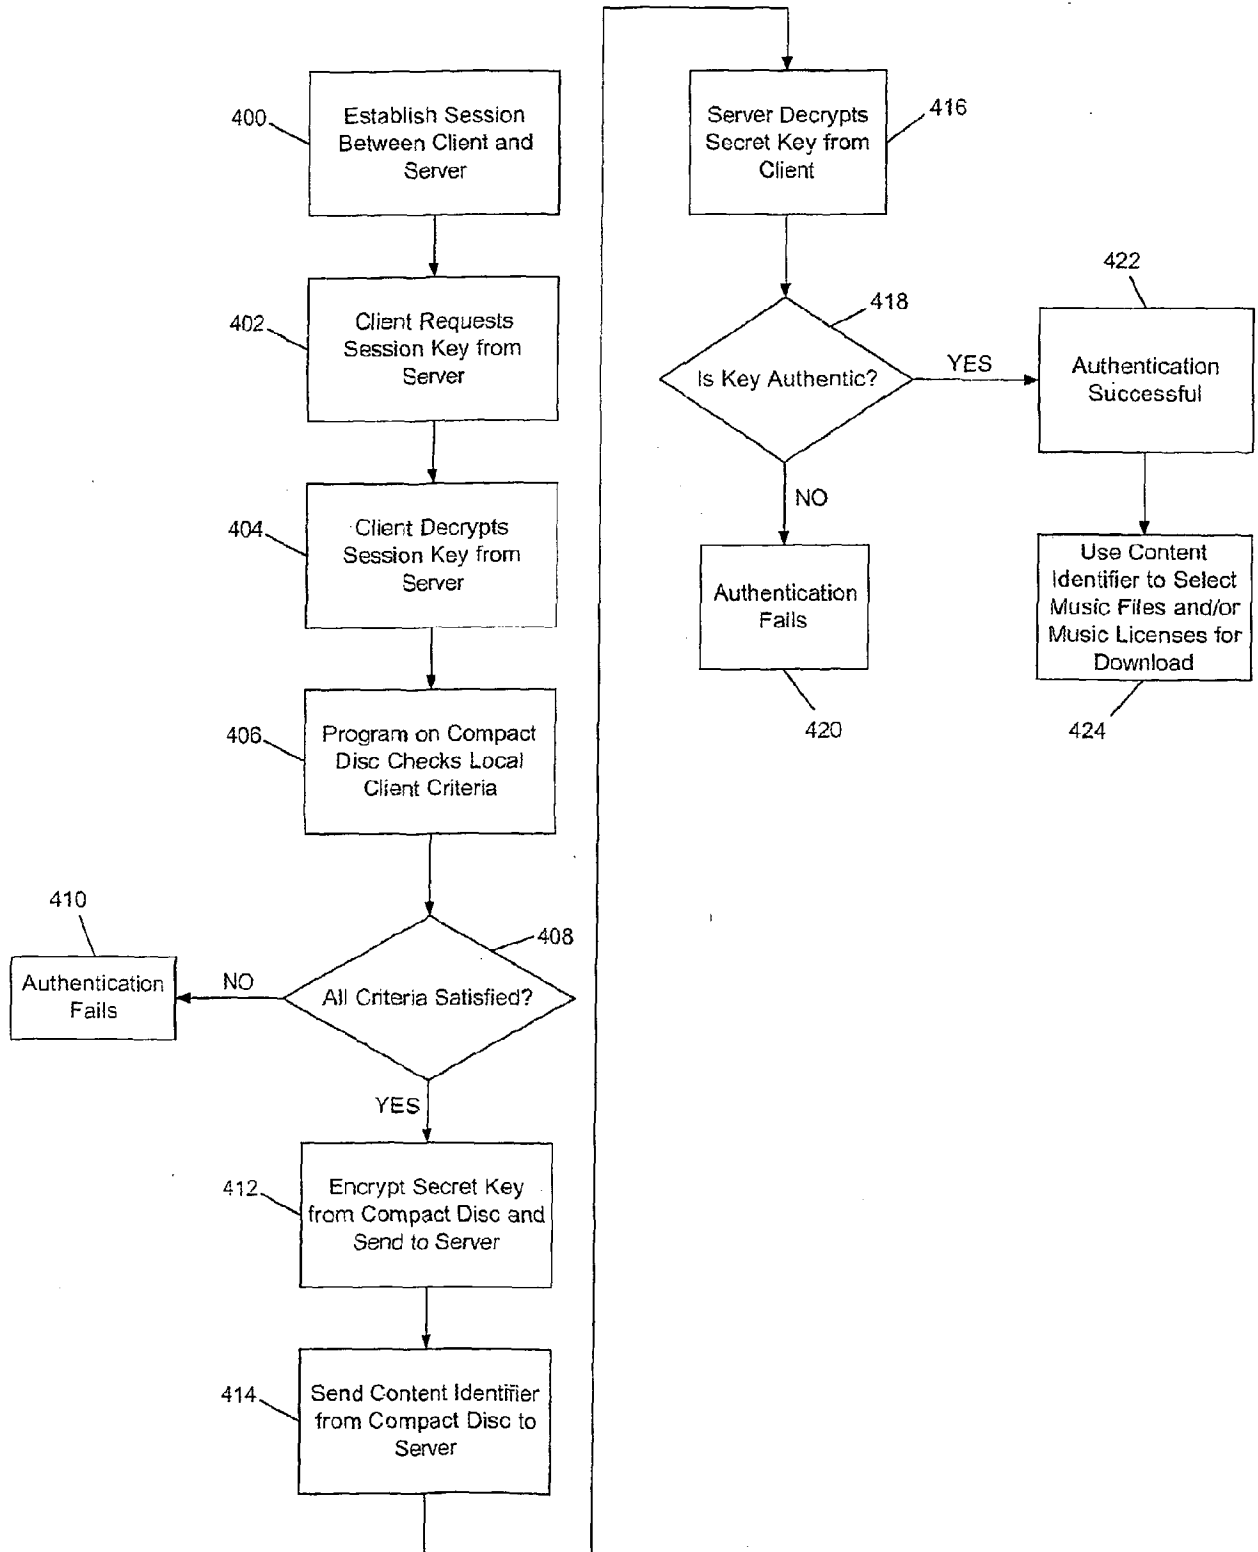 400
Establish Session
Between Client and
Server
402
Client Requests
Session Key from
Server
404
Client Decrypts
Session Key from
Server
406
Program on Compact
Disc Checks Local
Client Criteria
408
All Criteria Satisfied?
NO
410
Authentication
Fails
YES
412
Encrypt Secret Key
from Compact Disc and
Send to Server
414
Send Content Identifier
from Compact Disc to
Server
416
Server Decrypts
Secret Key from
Client
418
Is Key Authentic?
NO
Authentication
Fails
420
YES
422
Authentication
Successful
Use Content
Identifier to Select
Music Files and/or
Music Licenses for
Download
424